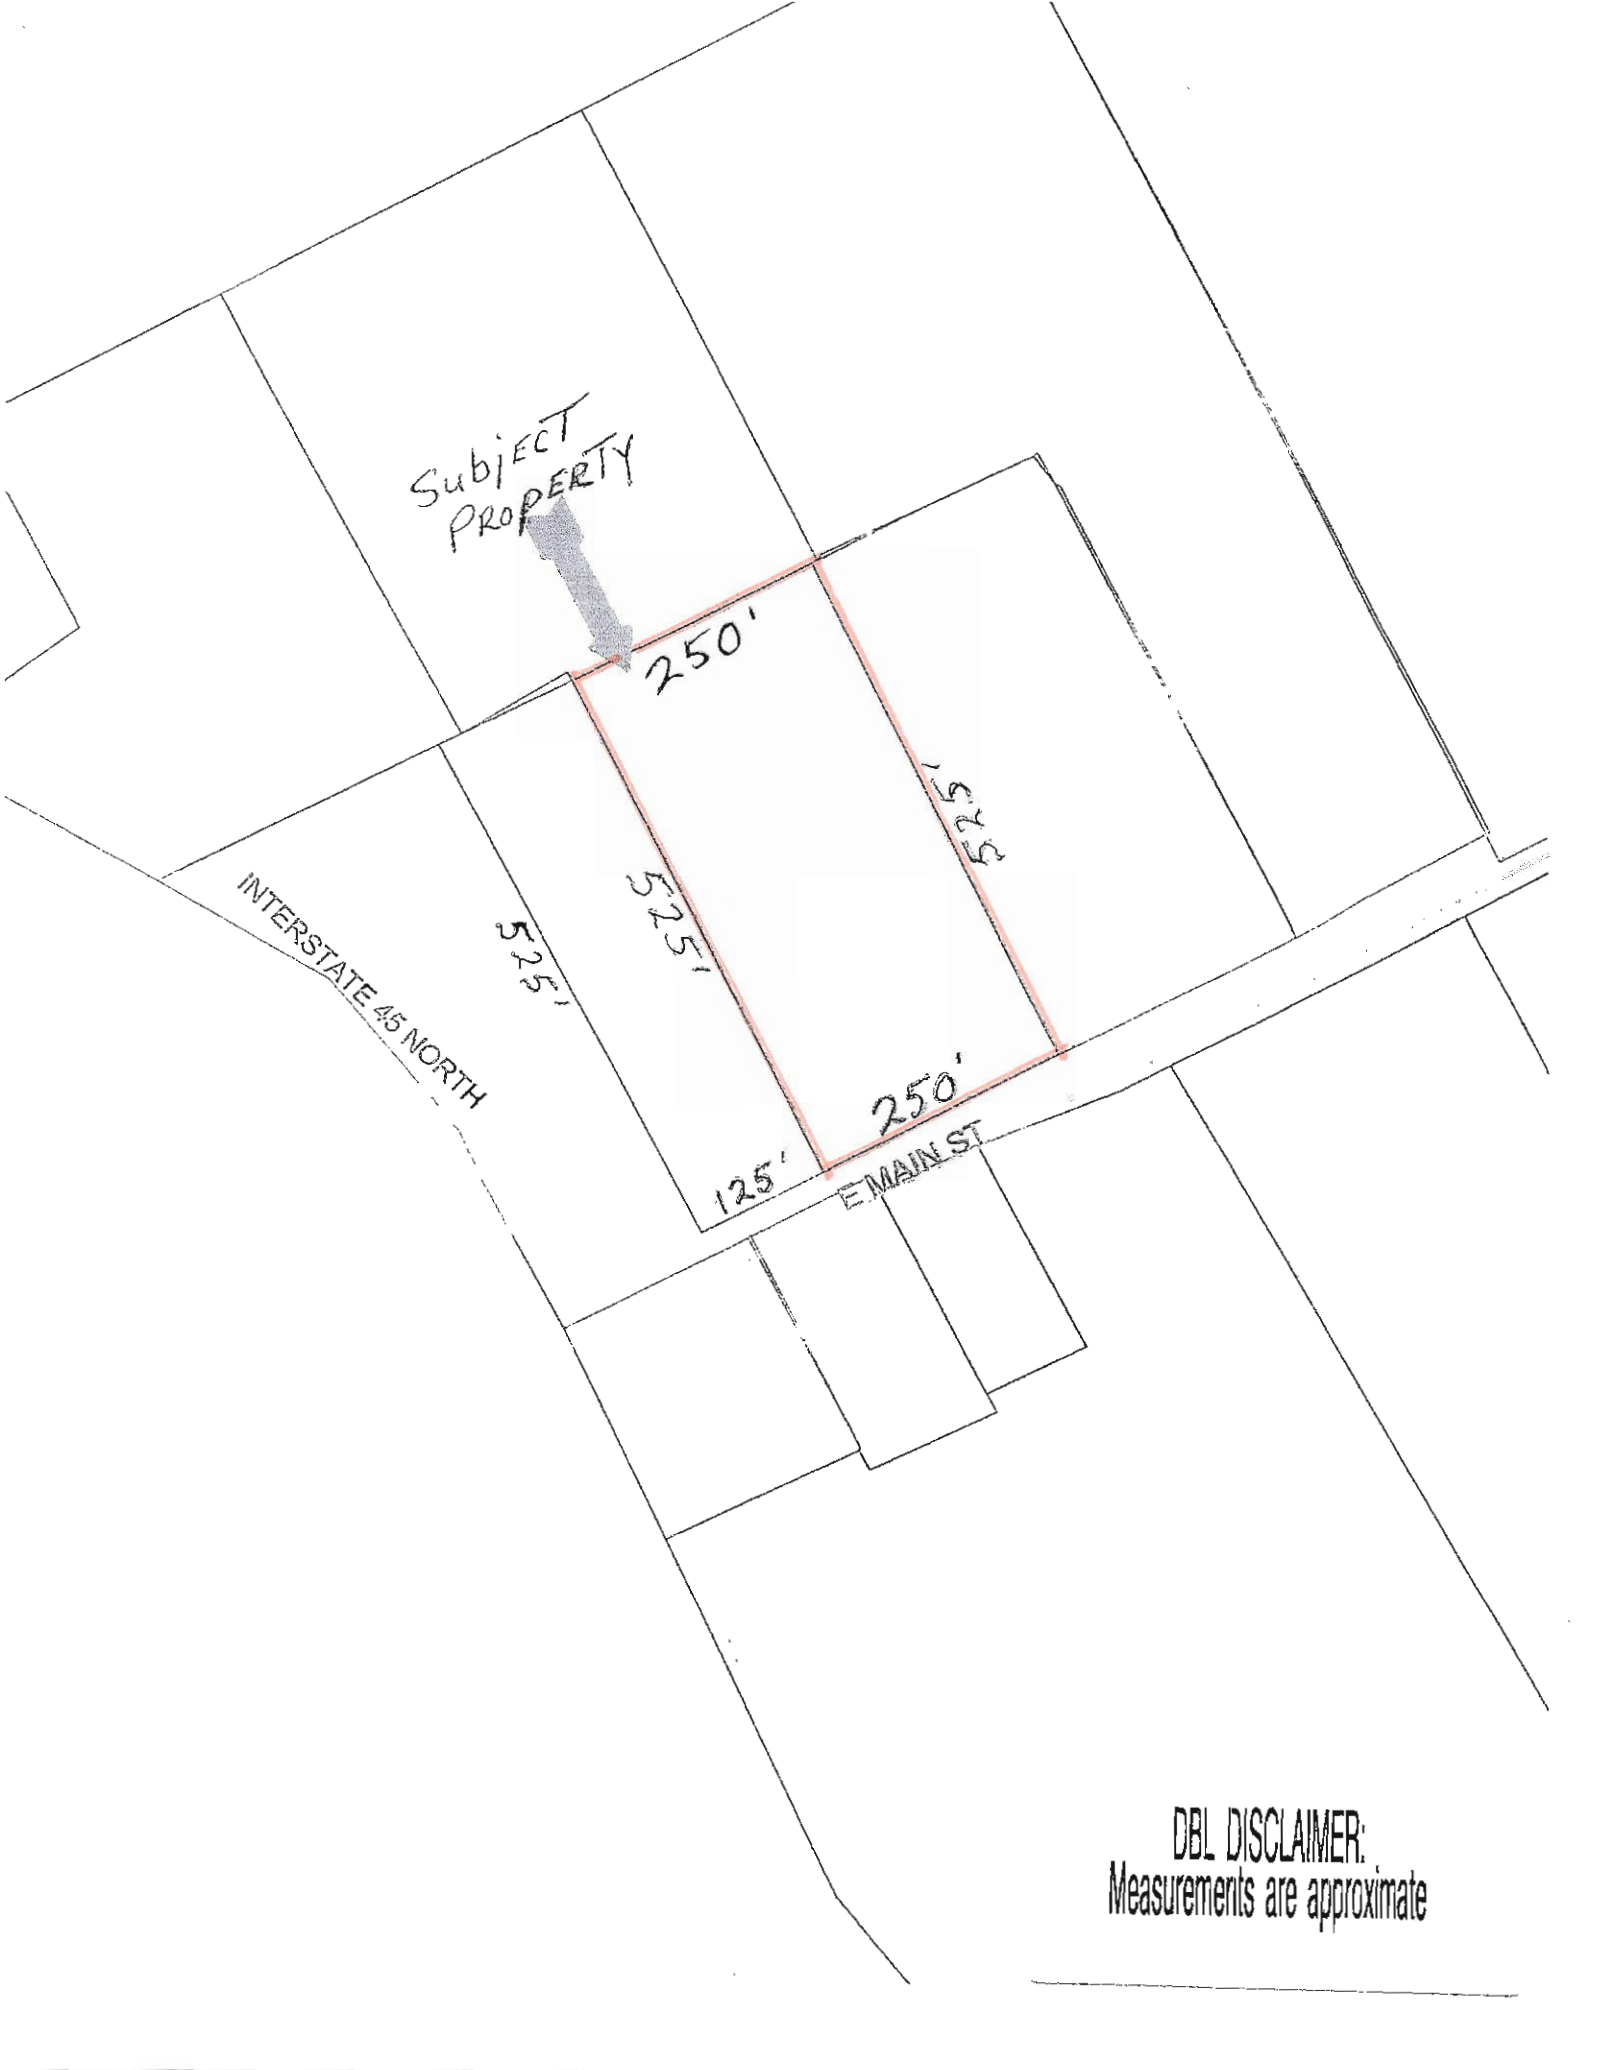 SubjECT
PROPERTY
250'
525'
525'
525'
INTERSTATE 45 NORTH
250'
125'
E MAIN ST
DBL DISCLAIMER:
Measurements are approximate